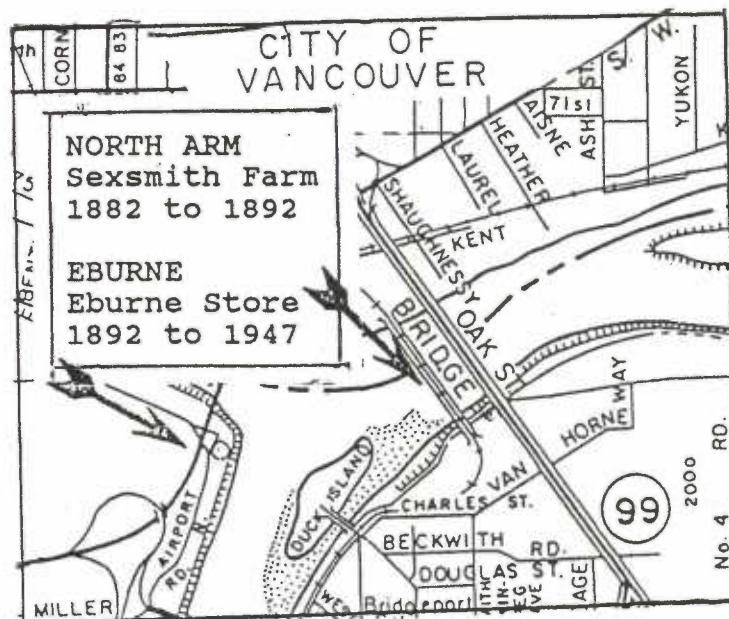 CITY OF
VANCOUVER
CORN
84 83
NORTH ARM
Sexsmith Farm
1882 to 1892
EBURNE
Eburne Store
1892 to 1947
S. W.
ST.
71st
AISNE
HEATHER
LAUREL
ASH
YUKON
K
SHAUGHNESSY
KENT
OAK S
BRIDGE
WAY
HORNE
VAN
RD.
No. 4
2000
99
DUCK ISLAND
CHARLES ST.
BECKWITH RD.
DOUGLAS ST.
AIRPORT
RD.
MILLER
Bridgeport
AVE
AGE